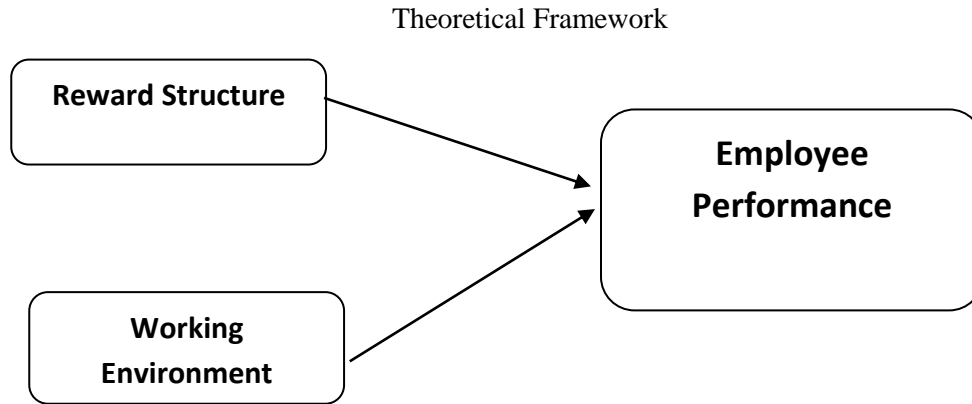 Theoretical Framework
Reward Structure
Employee
Performance
Working
Environment